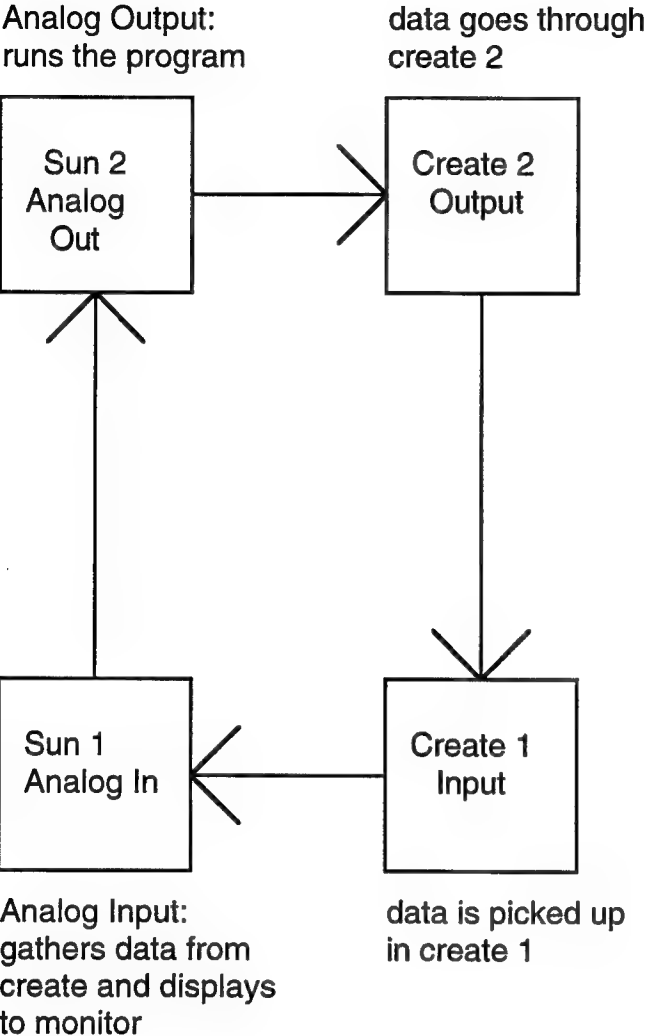 Analog Output:
runs the program
data goes through
create 2
Sun 2
Analog
Out
Create 2
Output
Sun 1
Analog In
Create 1
Input
Analog Input:
gathers data from
create and displays
to monitor
data is picked up
in create 1